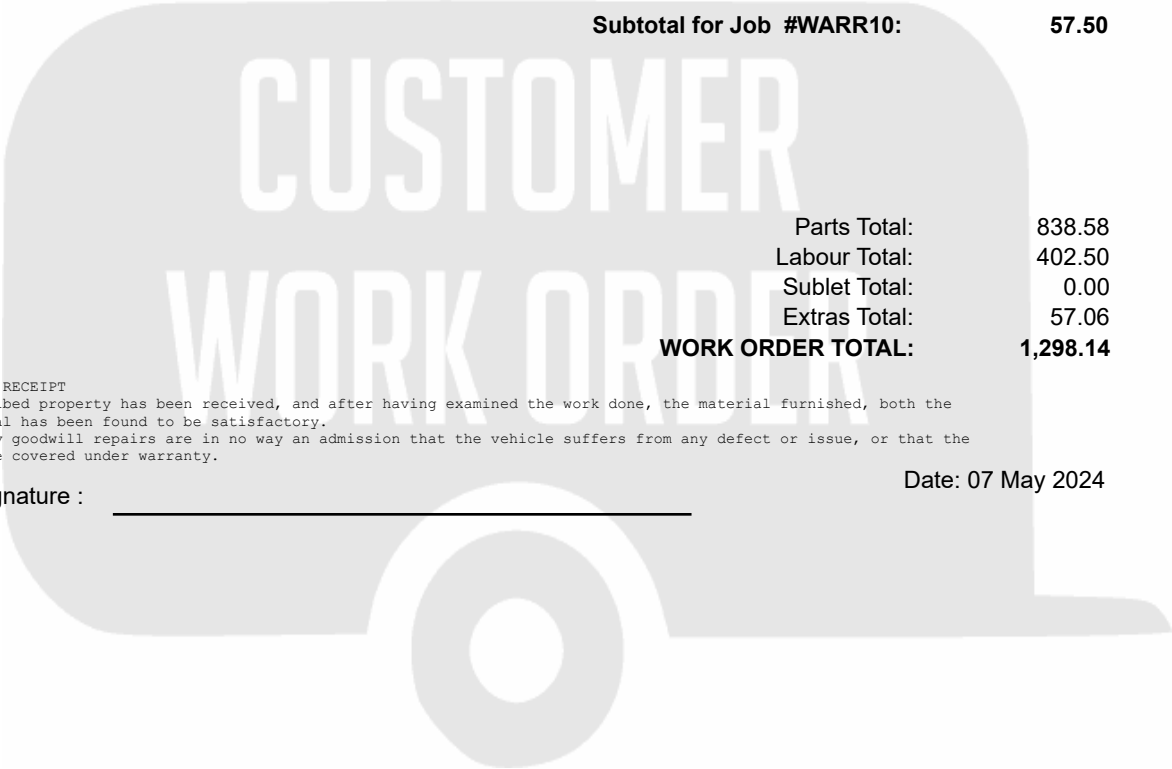 Subtotal for Job #WARR10: 57.50
CUSTOMER
Parts Total: 838.58
Labour Total: 402.50
WORK ORDER
Sublet Total: 0.00
Extras Total: 57.06
WORK ORDER TOTAL: 1,298.14
RECEIPT
bed property has been received, and after having examined the work done, the material furnished, both the
l has been found to be satisfactory.
y goodwill repairs are in no way an admission that the vehicle suffers from any defect or issue, or that the
e covered under warranty.
Date: 07 May 2024
gnature :